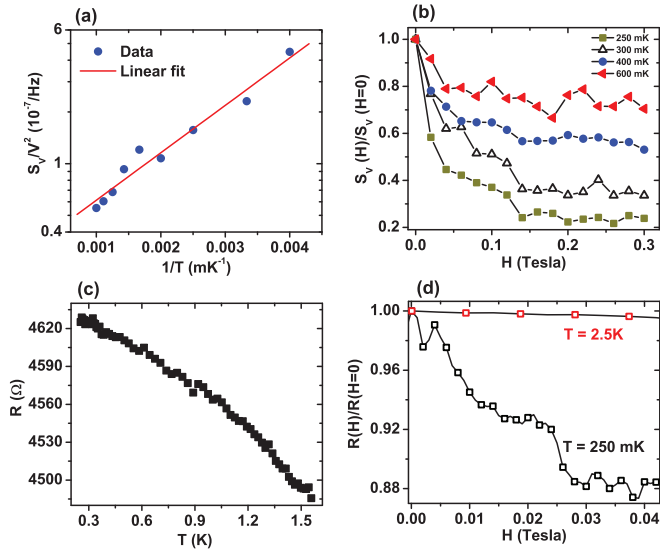 (a)
6
1
0.4
S_V/V² (10⁻⁷/Hz)
Data
Linear fit
0.001 0.002 0.003 0.004
1/T (mK⁻¹)
(b)
1.0
0.8
0.6
0.4
0.2
S_V (H)/S_V (H=0)
250 mK
300 mK
400 mK
600 mK
0.0 0.1 0.2 0.3
H (Tesla)
(c)
4620
4590
4560
4530
4500
R (Ω)
0.3 0.6 0.9 1.2 1.5
T (K)
(d)
1.00
0.96
0.92
0.88
R(H)/R(H=0)
T = 2.5K
T = 250 mK
0.00 0.01 0.02 0.03 0.04
H (Tesla)